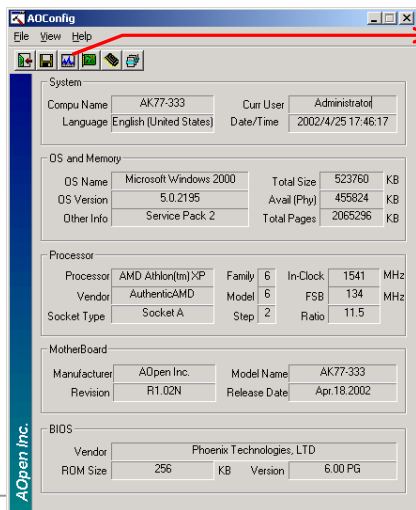 AOConfig
File View Help
System
Compu Name AK77-333 Curr User Administrator
Language English (United States) Date/Time 2002/4/25 17:46:17
OS and Memory
OS Name Microsoft Windows 2000 Total Size 523760 KB
OS Version 5.0.2195 Avail (Phy) 455824 KB
Other Info Service Pack 2 Total Pages 2065296 KB
Processor
Processor AMD Athlon(tm) XP Family 6 In-Clock 1541 MHz
Vendor AuthenticAMD Model 6 FSB 134 MHz
Socket Type Socket A Step 2 Ratio 11.5
MotherBoard
Manufacturer AOpen Inc. Model Name AK77-333
Revision R1.02N Release Date Apr.18.2002
BIOS
Vendor Phoenix Technologies, LTD
ROM Size 256 KB Version 6.00 PG
AOpen Inc.